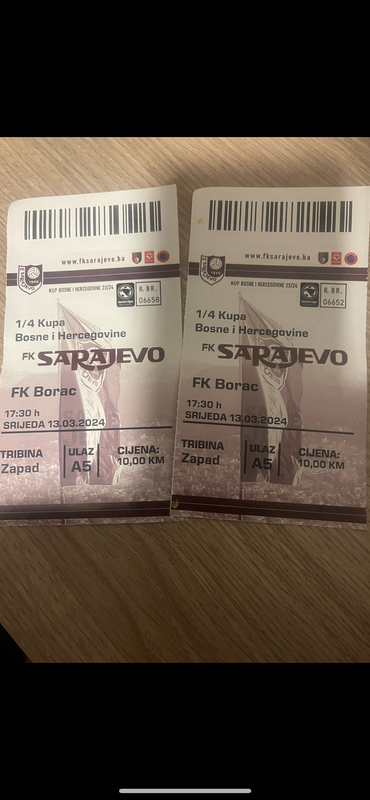 www.fksarajevo.ba
KUP BOSNE I HERCEGOVINE 23/24
R. BR.
06658
1/4 Kupa
Bosne i Hercegovine
FK SARAJEVO
FK Borac
17:30 h
SRIJEDA 13.03.2024
TRIBINA
Zapad
ULAZ
A5
CIJENA:
10,00 KM
www.fksarajevo.ba
KUP BOSNE I HERCEGOVINE 23/24
R. BR.
06652
1/4 Kupa
Bosne i Hercegovine
FK SARAJEVO
FK Borac
17:30 h
SRIJEDA 13.03.2024
TRIBINA
Zapad
ULAZ
A5
CIJENA:
10,00 KM